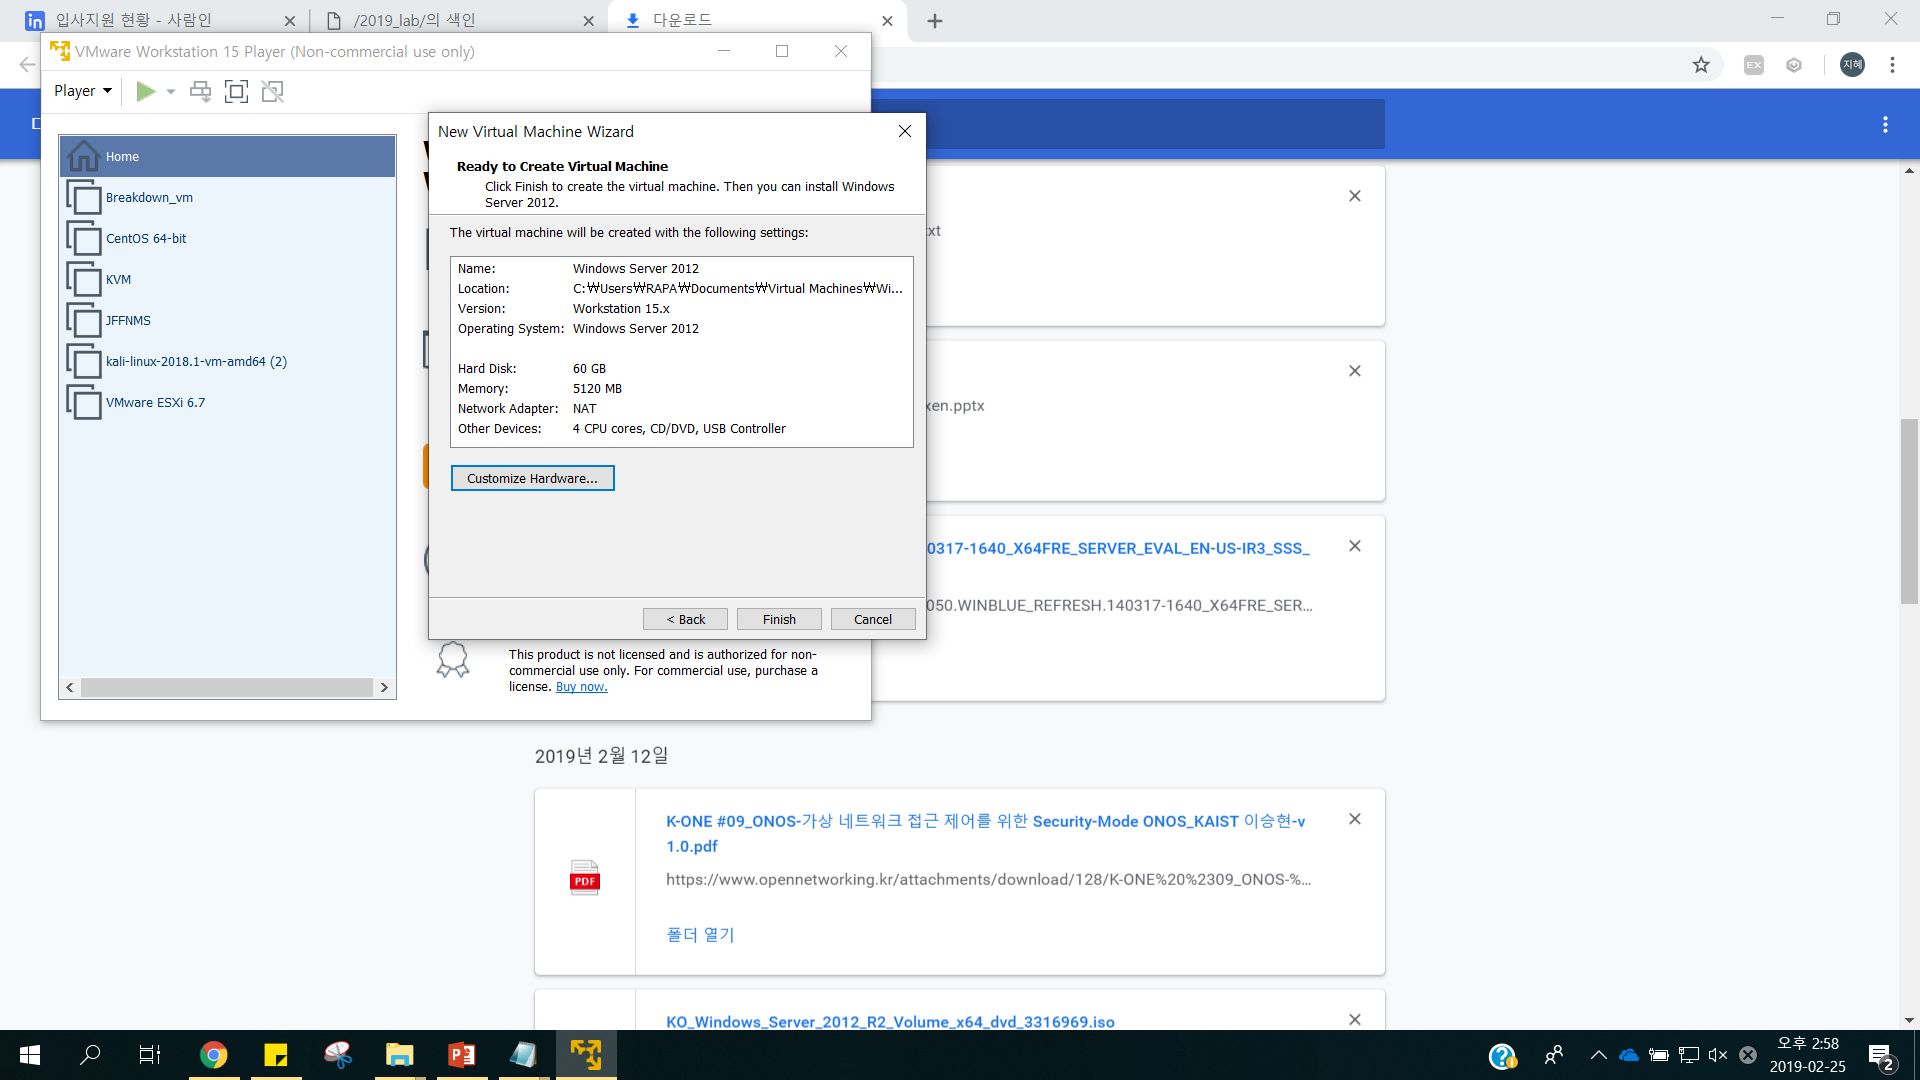 입사지원 현황 - 사람인
/2019_lab/의 색인
다운로드
VMware Workstation 15 Player (Non-commercial use only)
EX
지혜
Player
New Virtual Machine Wizard
Ready to Create Virtual Machine
Click Finish to create the virtual machine. Then you can install Windows
Server 2012.
Home
Breakdown_vm
CentOS 64-bit
KVM
JFFNMS
kali-linux-2018.1-vm-amd64 (2)
VMware ESXi 6.7
The virtual machine will be created with the following settings:
Name: Windows Server 2012
Location: C:₩Users₩RAPA₩Documents₩Virtual Machines₩Wi...
Version: Workstation 15.x
Operating System: Windows Server 2012
Hard Disk: 60 GB
Memory: 5120 MB
Network Adapter: NAT
Other Devices: 4 CPU cores, CD/DVD, USB Controller
Customize Hardware...
< Back
Finish
Cancel
This product is not licensed and is authorized for non-
commercial use only. For commercial use, purchase a
license. Buy now.
xt
xen.pptx
0317-1640_X64FRE_SERVER_EVAL_EN-US-IR3_SSS_
050.WINBLUE_REFRESH.140317-1640_X64FRE_SER...
2019년 2월 12일
K-ONE #09_ONOS-가상 네트워크 접근 제어를 위한 Security-Mode ONOS_KAIST 이승현-v
1.0.pdf
PDF
https://www.opennetworking.kr/attachments/download/128/K-ONE%20%2309_ONOS-%...
폴더 열기
KO_Windows_Server_2012_R2_Volume_x64_dvd_3316969.iso
오후 2:58
2019-02-25
2